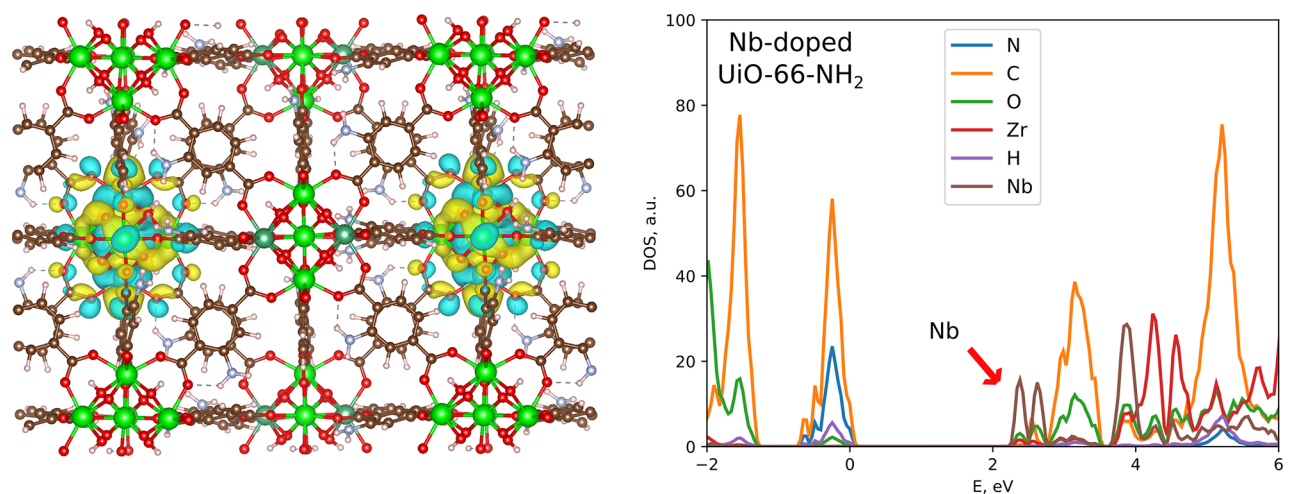 Nb-doped
UiO-66-NH₂
N
C
O
Zr
H
Nb
Nb
DOS, a.u.
100
80
60
40
20
0
−2
0
2
4
6
E, eV